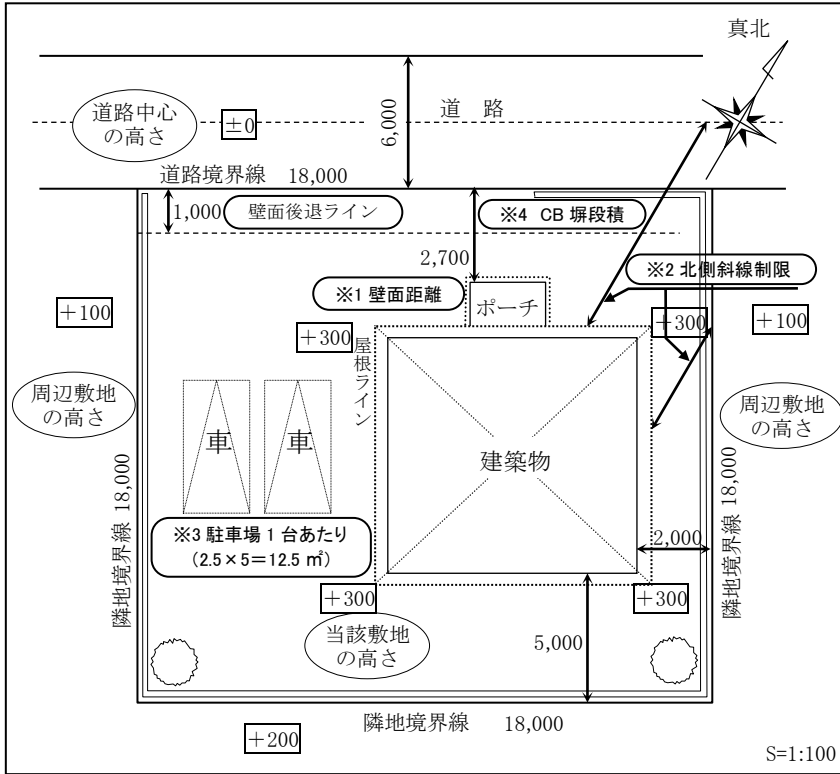 真北
道路中心
の高さ
±0
6,000
道 路
道路境界線 18,000
1,000
壁面後退ライン
※4 CB 塀段積
2,700
※2 北側斜線制限
※1 壁面距離
ポーチ
+100
+300
+300
+100
屋根ライン
周辺敷地
の高さ
周辺敷地
の高さ
車
車
建築物
隣地境界線 18,000
隣地境界線 18,000
※3 駐車場 1 台あたり
(2.5×5=12.5 ㎡)
2,000
+300
+300
当該敷地
の高さ
5,000
隣地境界線 18,000
+200
S=1:100